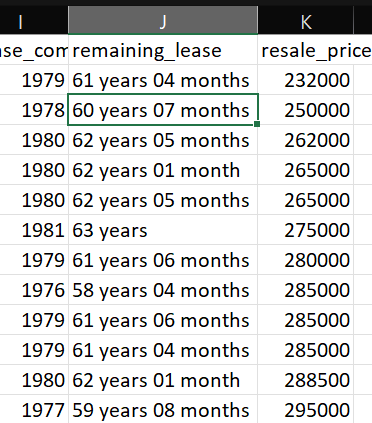 I J K
se_com remaining_lease resale_price
1979 61 years 04 months 232000
1978 60 years 07 months 250000
1980 62 years 05 months 262000
1980 62 years 01 month 265000
1980 62 years 05 months 265000
1981 63 years 275000
1979 61 years 06 months 280000
1976 58 years 04 months 285000
1979 61 years 06 months 285000
1979 61 years 04 months 285000
1980 62 years 01 month 288500
1977 59 years 08 months 295000